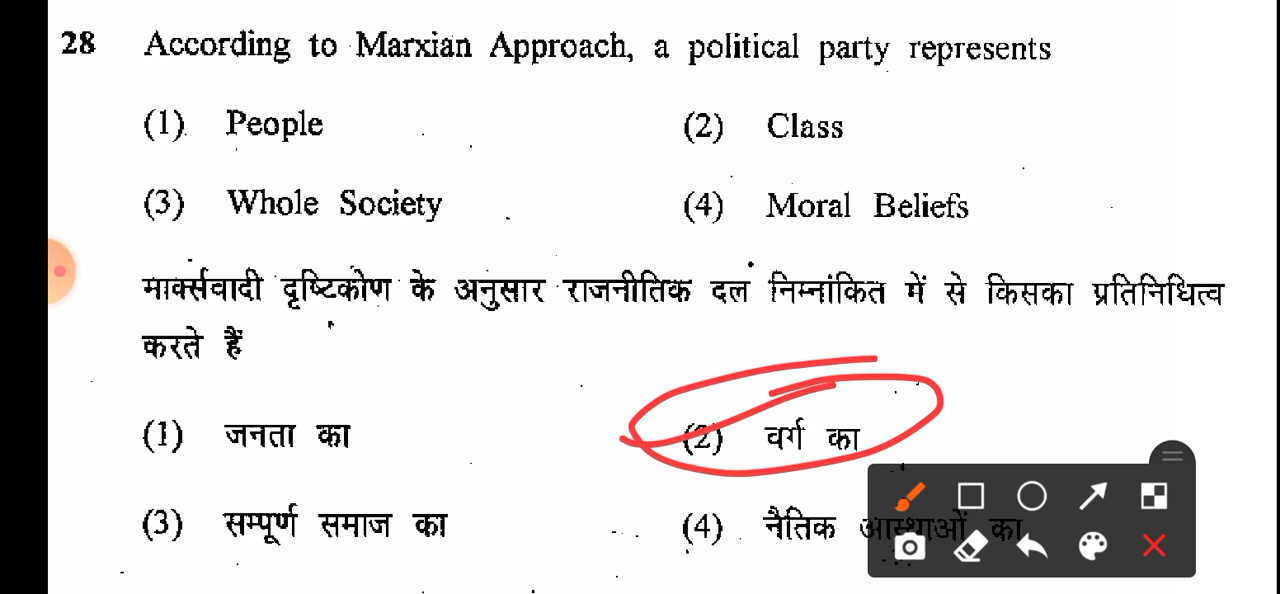 28 According to Marxian Approach, a political party represents
(1) People (2) Class
(3) Whole Society (4) Moral Beliefs
मार्क्सवादी दृष्टिकोण के अनुसार राजनीतिक दल निम्नांकित में से किसका प्रतिनिधित्व
करते हैं
(1) जनता का (2) वर्ग का
(3) सम्पूर्ण समाज का (4) नैतिक आस्थाओं का